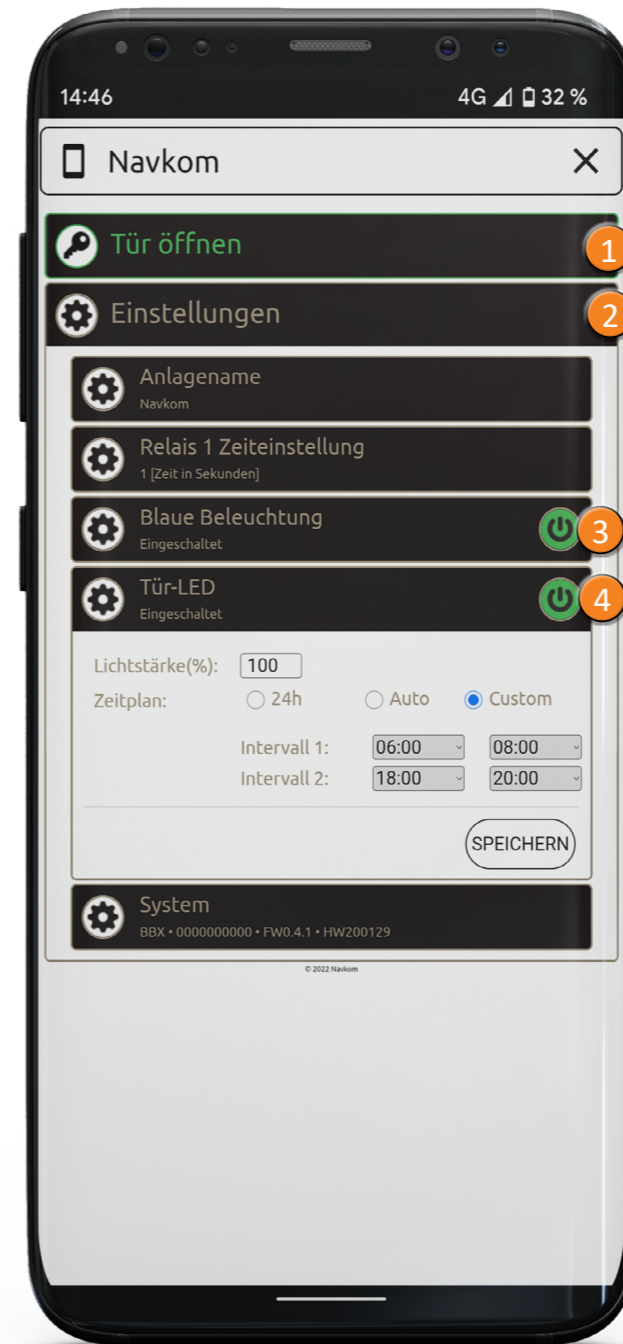 14:46 4G 32 %
Navkom
Tür öffnen 1
Einstellungen 2
Anlagename
Navkom
Relais 1 Zeiteinstellung
1 [Zeit in Sekunden]
Blaue Beleuchtung 3
Eingeschaltet
Tür-LED 4
Eingeschaltet
Lichtstärke(%): 100
Zeitplan: 24h Auto Custom
Intervall 1: 06:00 08:00
Intervall 2: 18:00 20:00
SPEICHERN
System
BBX • 0000000000 • FW0.4.1 • HW200129
© 2022 Navkom